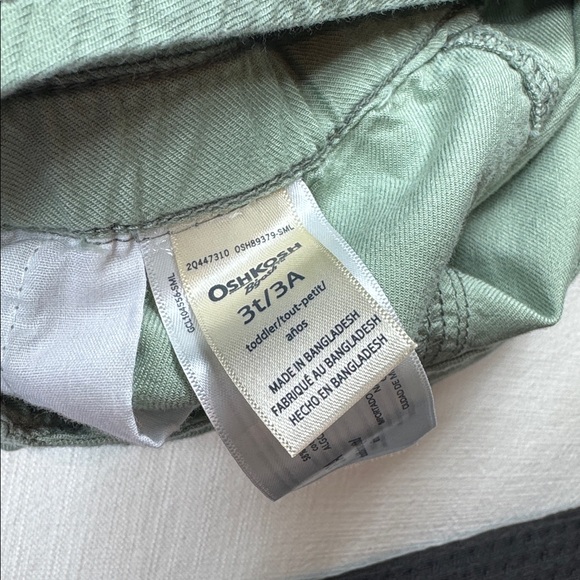 2Q447310 OSH89379-SML
OSHKOSH
B'gosh
3t/3A
toddler/tout-petit/
años
MADE IN BANGLADESH
FABRIQUÉ AU BANGLADESH
HECHO EN BANGLADESH